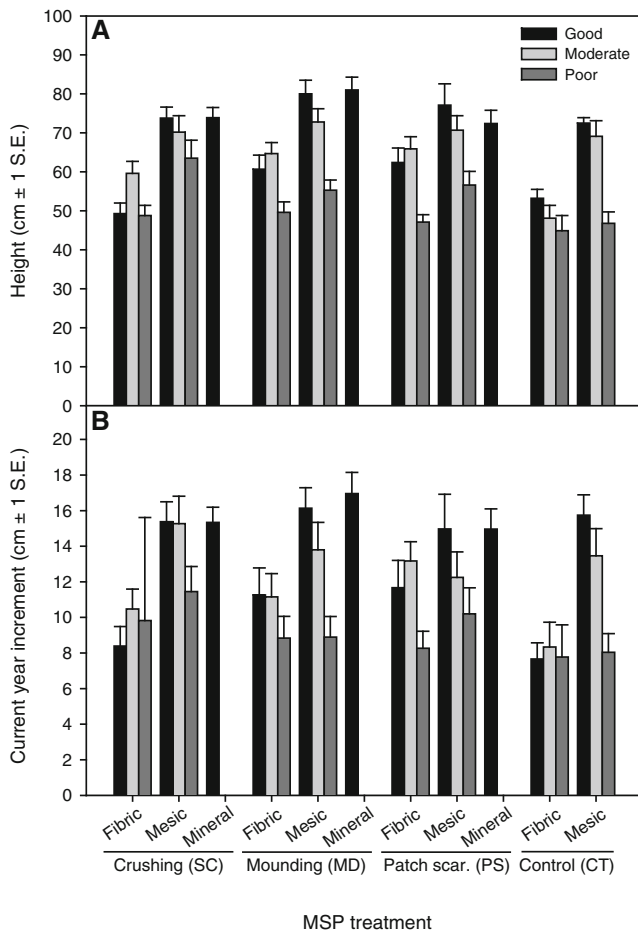 A
Good
Moderate
Poor
Height (cm ± 1 S.E.)
100
90
80
70
60
50
40
30
20
10
0
B
Current year increment (cm ± 1 S.E.)
20
18
16
14
12
10
8
6
4
2
0
Fibric Mesic Mineral Fibric Mesic Mineral Fibric Mesic Mineral Fibric Mesic
Crushing (SC) Mounding (MD) Patch scar. (PS) Control (CT)
MSP treatment